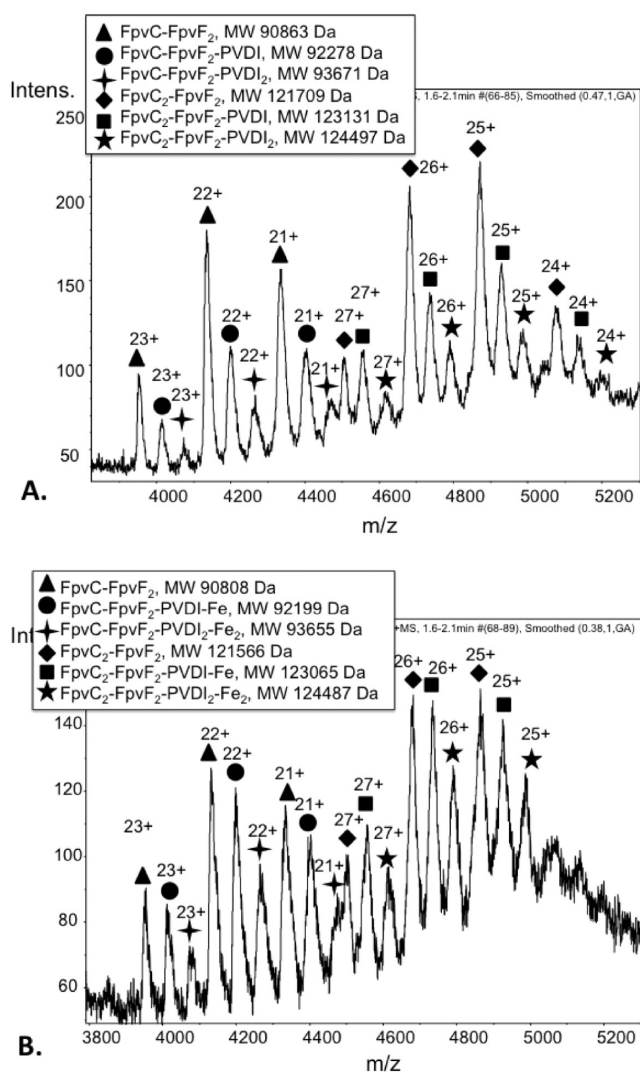 FpvC-FpvF2, MW 90863 Da
FpvC-FpvF2-PVDI, MW 92278 Da
FpvC-FpvF2-PVDI2, MW 93671 Da
FpvC2-FpvF2, MW 121709 Da
FpvC2-FpvF2-PVDI, MW 123131 Da
FpvC2-FpvF2-PVDI2, MW 124497 Da
Intens.
S, 1.6-2.1min #(66-85), Smoothed (0.47,1,GA)
250
200
150
100
50
23+
23+
23+
22+
22+
22+
21+
21+
21+
27+
27+
27+
26+
26+
26+
25+
25+
25+
24+
24+
24+
4000 4200 4400 4600 4800 5000 5200
m/z
A.
FpvC-FpvF2, MW 90808 Da
FpvC-FpvF2-PVDI-Fe, MW 92199 Da
FpvC-FpvF2-PVDI2-Fe2, MW 93655 Da
FpvC2-FpvF2, MW 121566 Da
FpvC2-FpvF2-PVDI-Fe, MW 123065 Da
FpvC2-FpvF2-PVDI2-Fe2, MW 124487 Da
Int
+MS, 1.6-2.1min #(68-89), Smoothed (0.38,1,GA)
140
120
100
80
60
23+
23+
23+
22+
22+
22+
21+
21+
21+
27+
27+
27+
26+
26+
26+
25+
25+
25+
3800 4000 4200 4400 4600 4800 5000 5200
m/z
B.